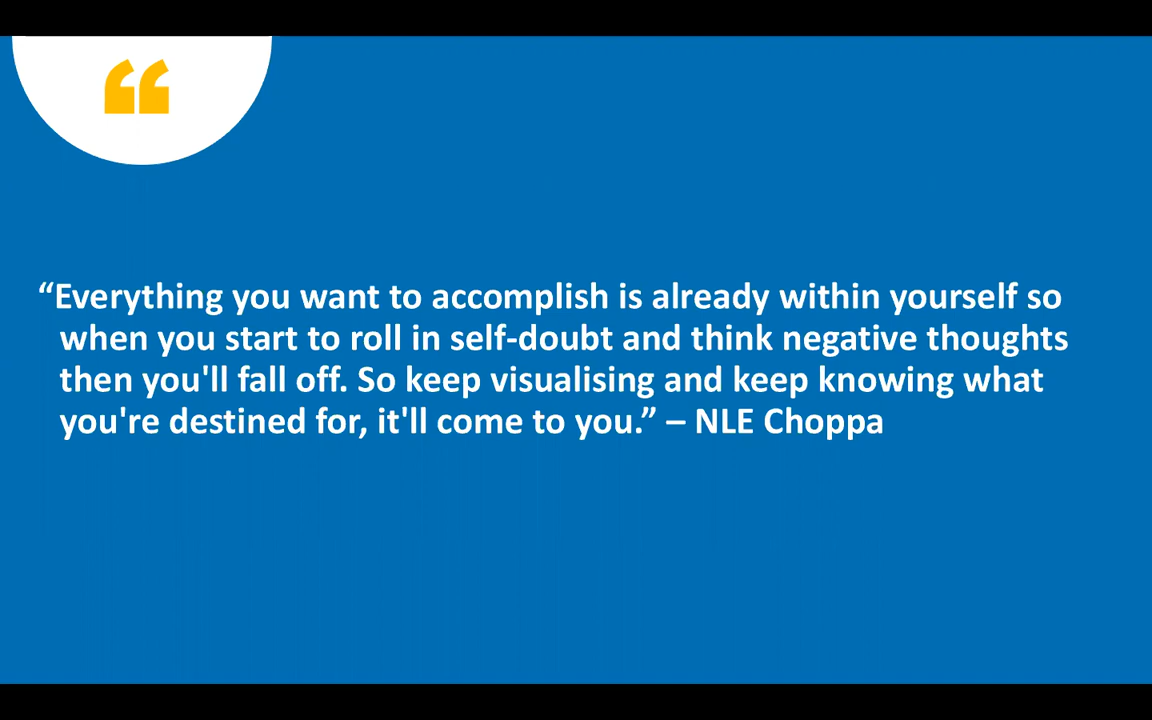 “Everything you want to accomplish is already within yourself so
when you start to roll in self-doubt and think negative thoughts
then you'll fall off. So keep visualising and keep knowing what
you're destined for, it'll come to you.” – NLE Choppa